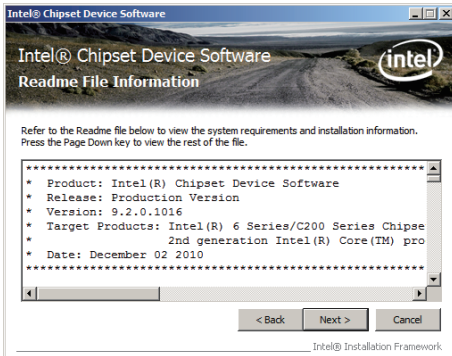 Intel® Chipset Device Software
Intel® Chipset Device Software
Readme File Information
intel
Refer to the Readme file below to view the system requirements and installation information.
Press the Page Down key to view the rest of the file.
************************************************************
* Product: Intel(R) Chipset Device Software
* Release: Production Version
* Version: 9.2.0.1016
* Target Products: Intel(R) 6 Series/C200 Series Chipse
* 2nd generation Intel(R) Core(TM) pro
* Date: December 02 2010
************************************************************
< Back Next > Cancel
Intel® Installation Framework